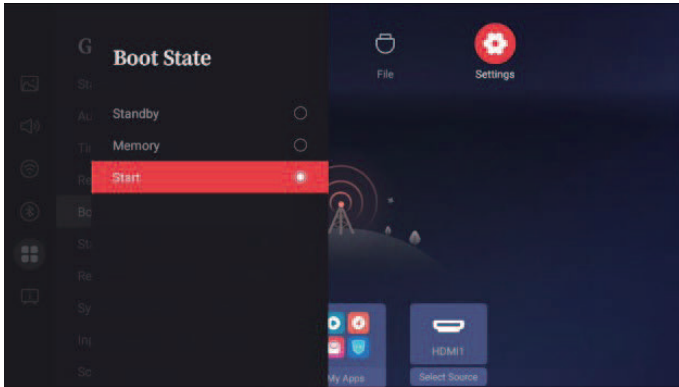 Boot State
File
Settings
Standby
Memory
Start
HDMI1
My Apps
Select Source